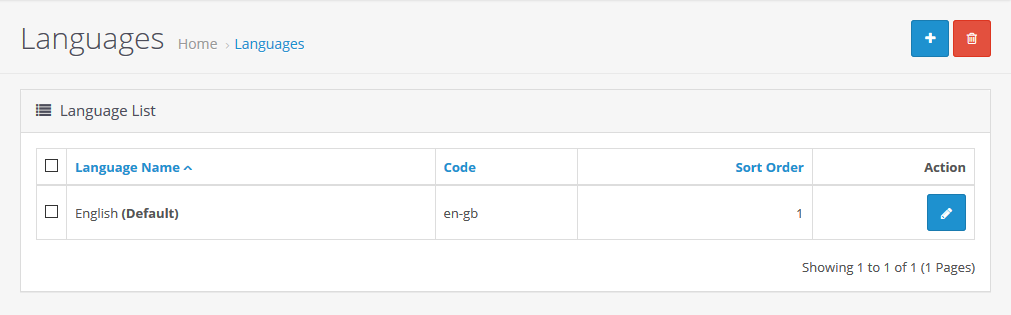 Languages Home › Languages
Language List
Language Name Code Sort Order Action
English (Default) en-gb 1
Showing 1 to 1 of 1 (1 Pages)